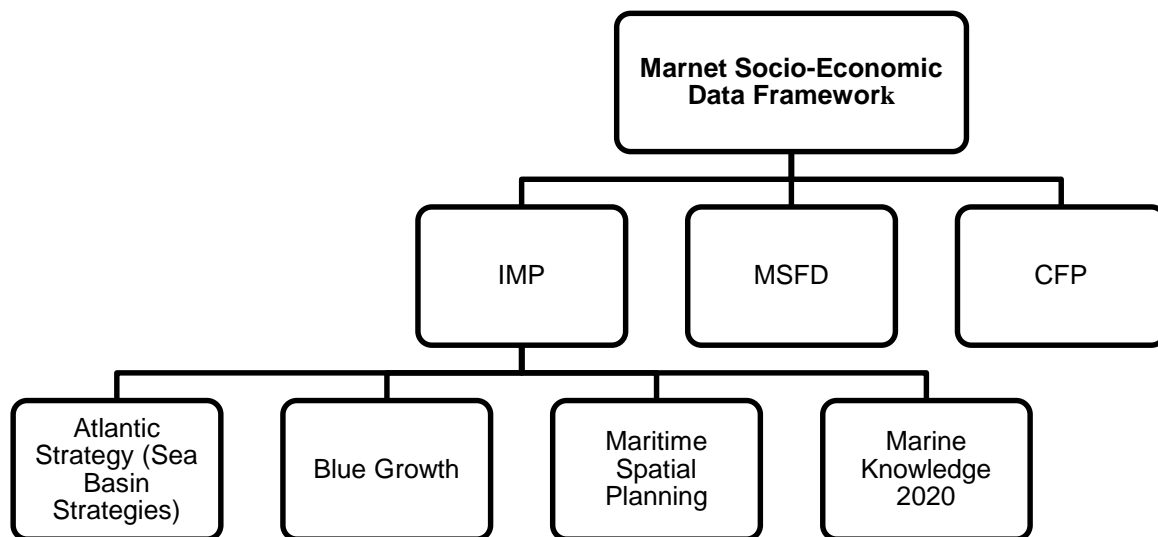 Marnet Socio-Economic
Data Framework
IMP
MSFD
CFP
Atlantic
Strategy (Sea
Basin
Strategies)
Blue Growth
Maritime
Spatial
Planning
Marine
Knowledge
2020